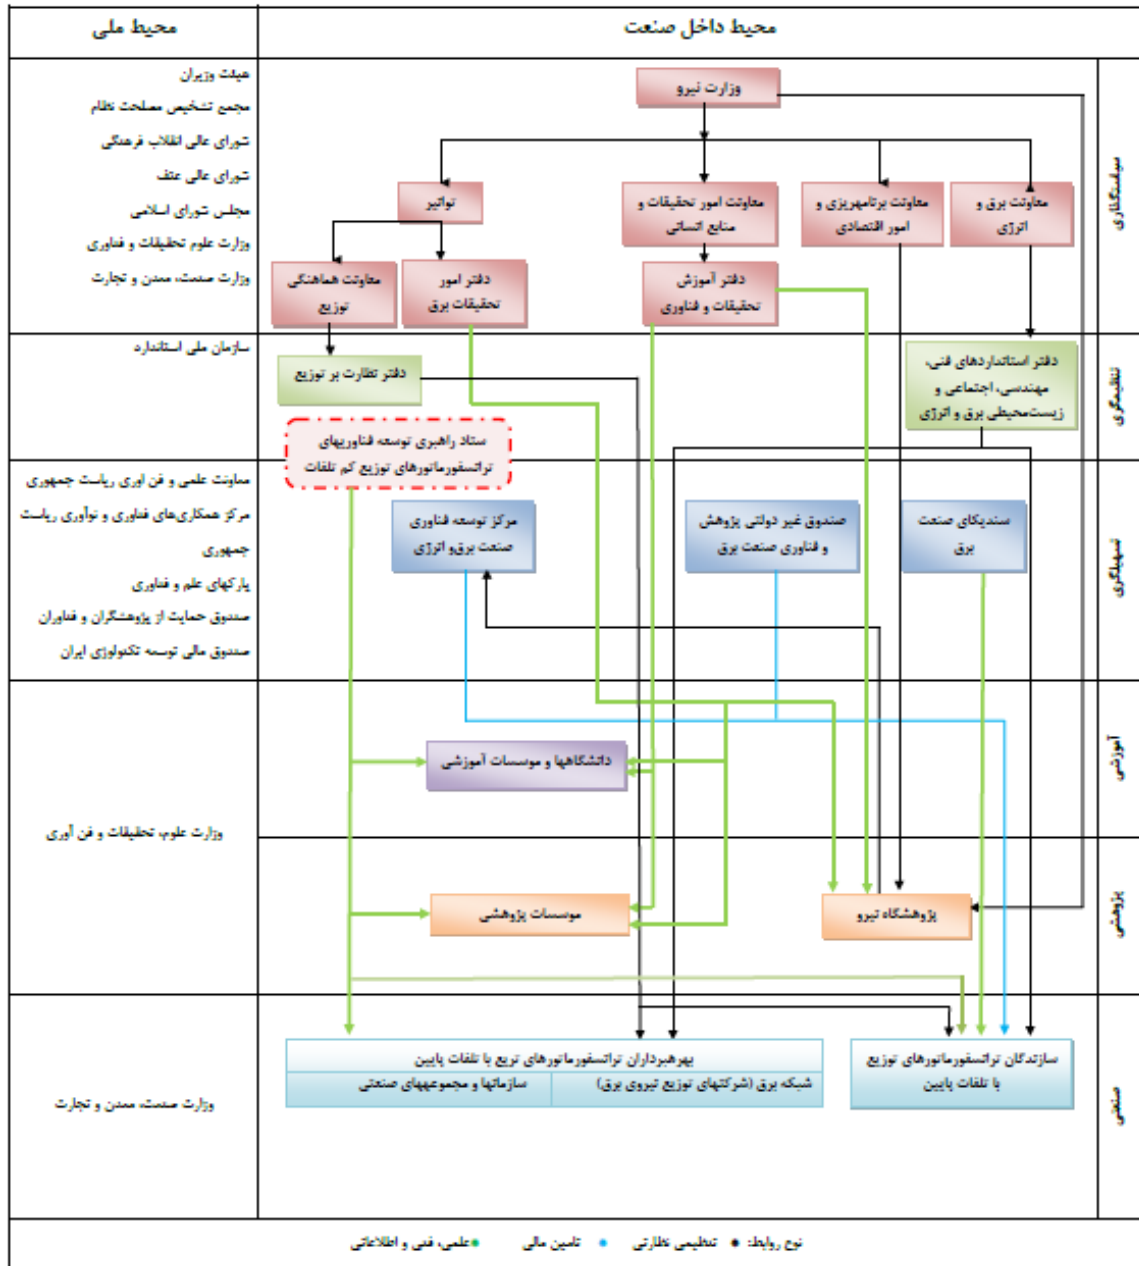 محیط داخل صنعت
محیط ملی
سیاستگذاری
وزارت نیرو
معاونت برق و
انرژی
معاونت برنامهریزی و
امور اقتصادی
معاونت امور تحقیقات و
منابع انسانی
توانیر
دفتر آموزش
تحقیقات و فناوری
دفتر امور
تحقیقات برق
معاونت هماهنگی
توزیع
هیئت وزیران
مجمع تشخیص مصلحت نظام
شورای عالی انقلاب فرهنگی
شورای عالی عتف
مجلس شورای اسلامی
وزارت علوم تحقیقات و فناوری
وزارت صنعت، معدن و تجارت
تنظیمگری
دفتر استانداردهای فنی،
مهندسی، اجتماعی و
زیست‌محیطی برق و انرژی
دفتر نظارت بر توزیع
ستاد راهبری توسعه فناوریهای
ترانسفورماتورهای توزیع کم تلفات
سازمان ملی استاندارد
تسهیلگری
سندیکای صنعت
برق
صندوق غیر دولتی پژوهش
و فناوری صنعت برق
مرکز توسعه فناوری
صنعت برق و انرژی
معاونت علمی و فن آوری ریاست جمهوری
مرکز همکاری‌های فناوری و نوآوری ریاست
جمهوری
پارکهای علم و فناوری
صندوق حمایت از پژوهشگران و فناوران
صندوق مالی توسعه تکنولوژی ایران
آموزشی
دانشگاهها و موسسات آموزشی
وزارت علوم، تحقیقات و فن آوری
پژوهشی
پژوهشگاه نیرو
موسسات پژوهشی
صنعتی
سازندگان ترانسفورماتورهای توزیع
با تلفات پایین
بهرهبرداران ترانسفورماتورهای تریع با تلفات پایین
شبکه برق (شرکتهای توزیع نیروی برق)
سازمانها و مجموعههای صنعتی
وزارت صنعت، معدن و تجارت
نوع روابط: ● تنظیمی نظارتی ● تامین مالی ● علمی، فنی و اطلاعاتی